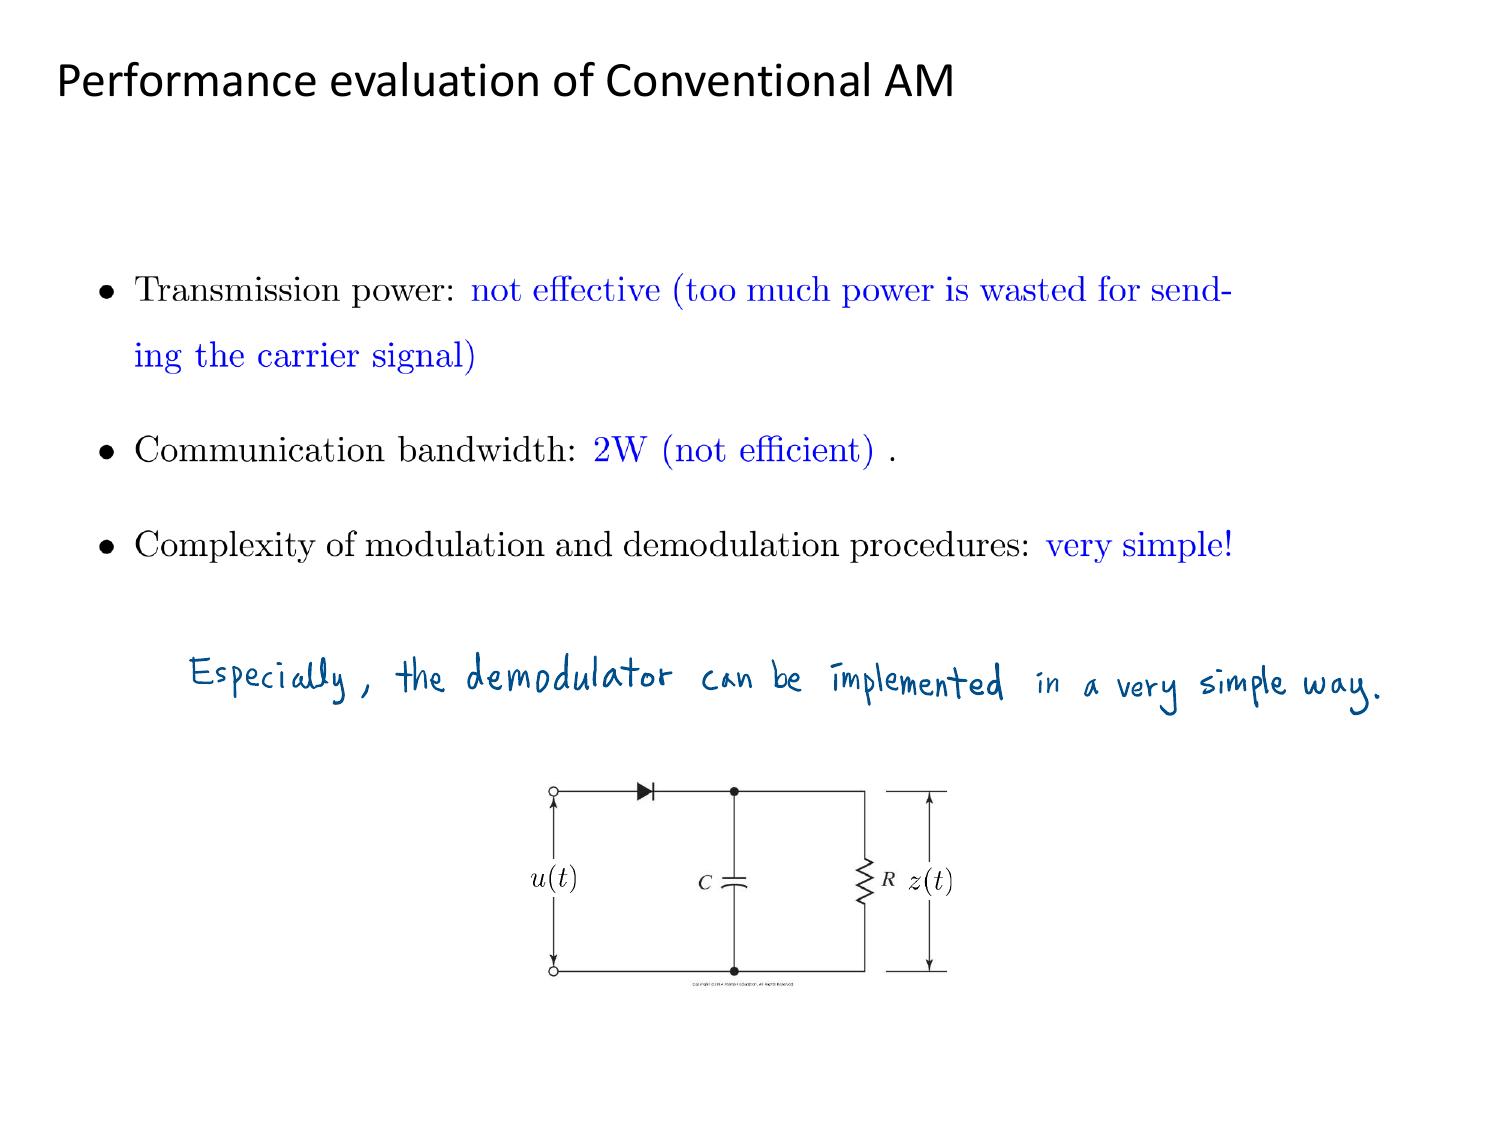 Performance evaluation of Conventional AM
• Transmission power: not effective (too much power is wasted for send-
ing the carrier signal)
• Communication bandwidth: 2W (not efficient) .
• Complexity of modulation and demodulation procedures: very simple!
Especially, the demodulator can be implemented in a very simple way.
u(t) C R z(t)